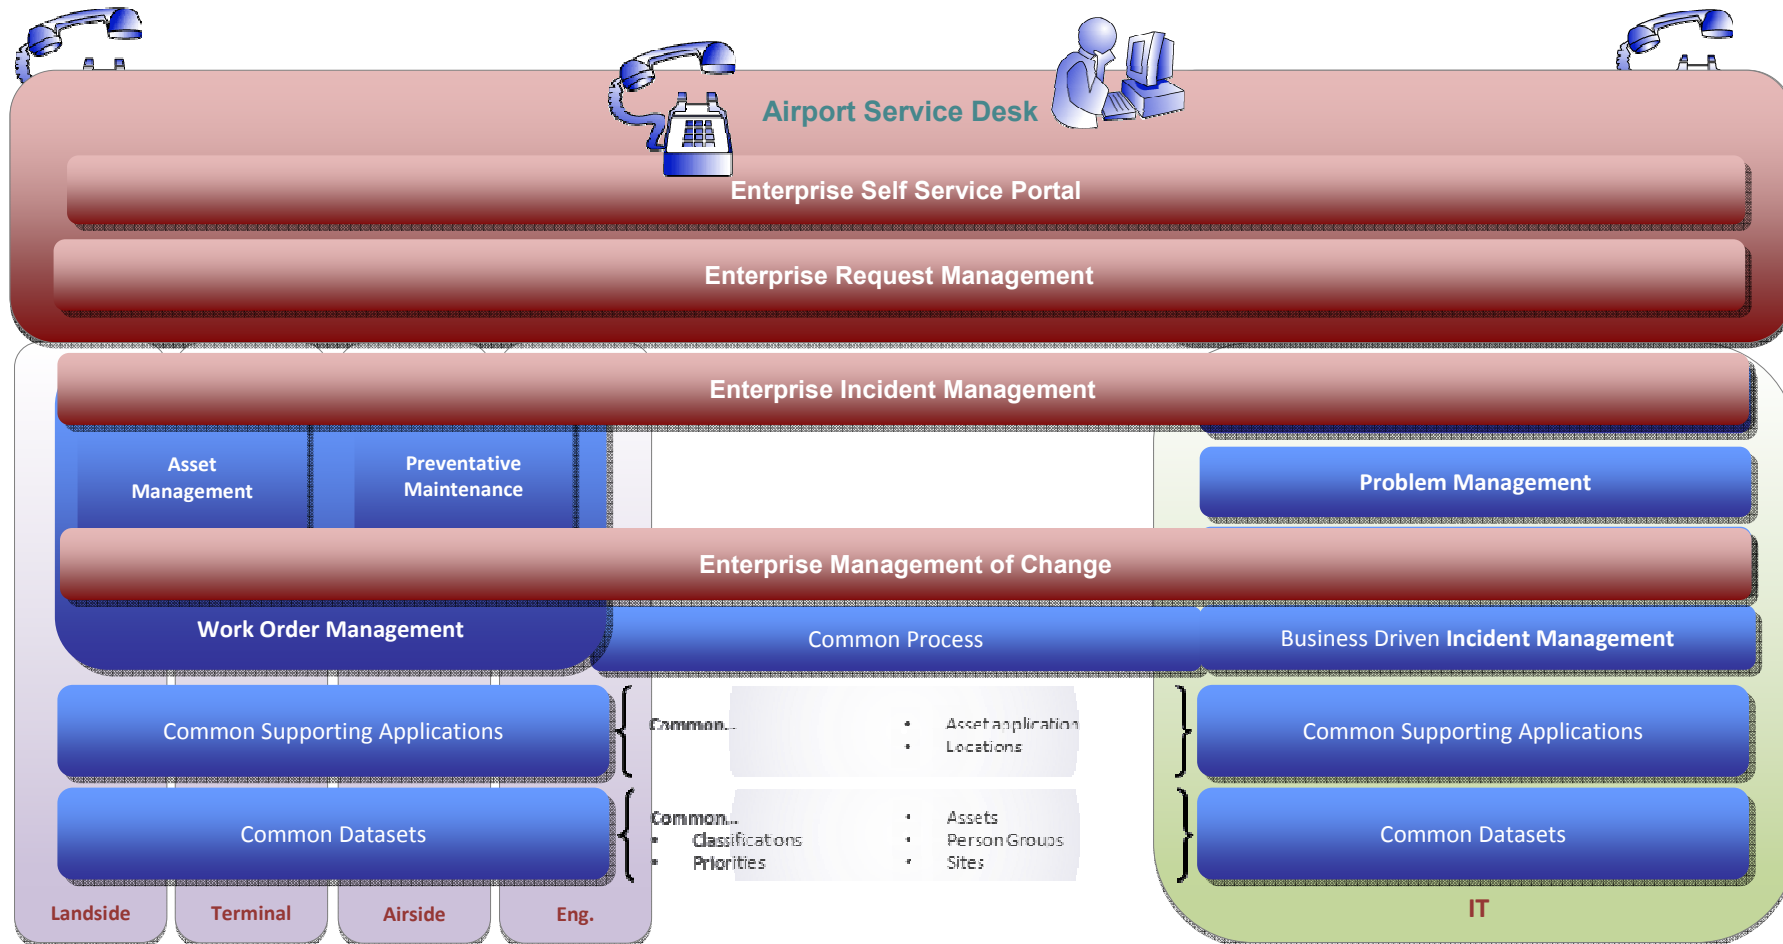 Airport Service Desk
Enterprise Self Service Portal
Enterprise Request Management
Enterprise Incident Management
Asset
Management
Preventative
Maintenance
Problem Management
Enterprise Management of Change
Work Order Management
Common Process
Business Driven Incident Management
Common Supporting Applications
Common...
• Asset application
• Locations
Common Supporting Applications
Common Datasets
Common...
• Classifications
• Priorities
• Assets
• Person Groups
• Sites
Common Datasets
Landside
Terminal
Airside
Eng.
IT